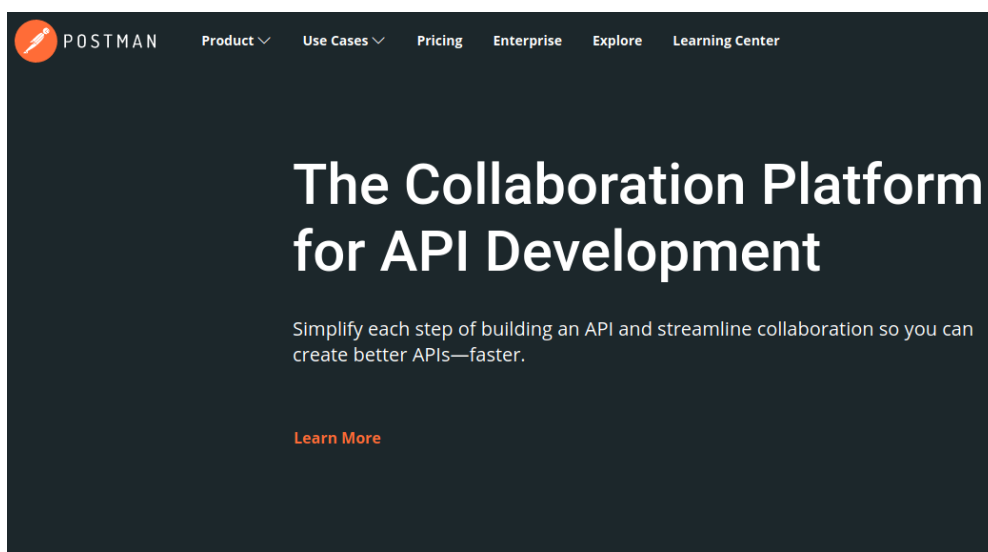 POSTMAN Product Use Cases Pricing Enterprise Explore Learning Center
The Collaboration Platform
for API Development
Simplify each step of building an API and streamline collaboration so you can
create better APIs—faster.
Learn More